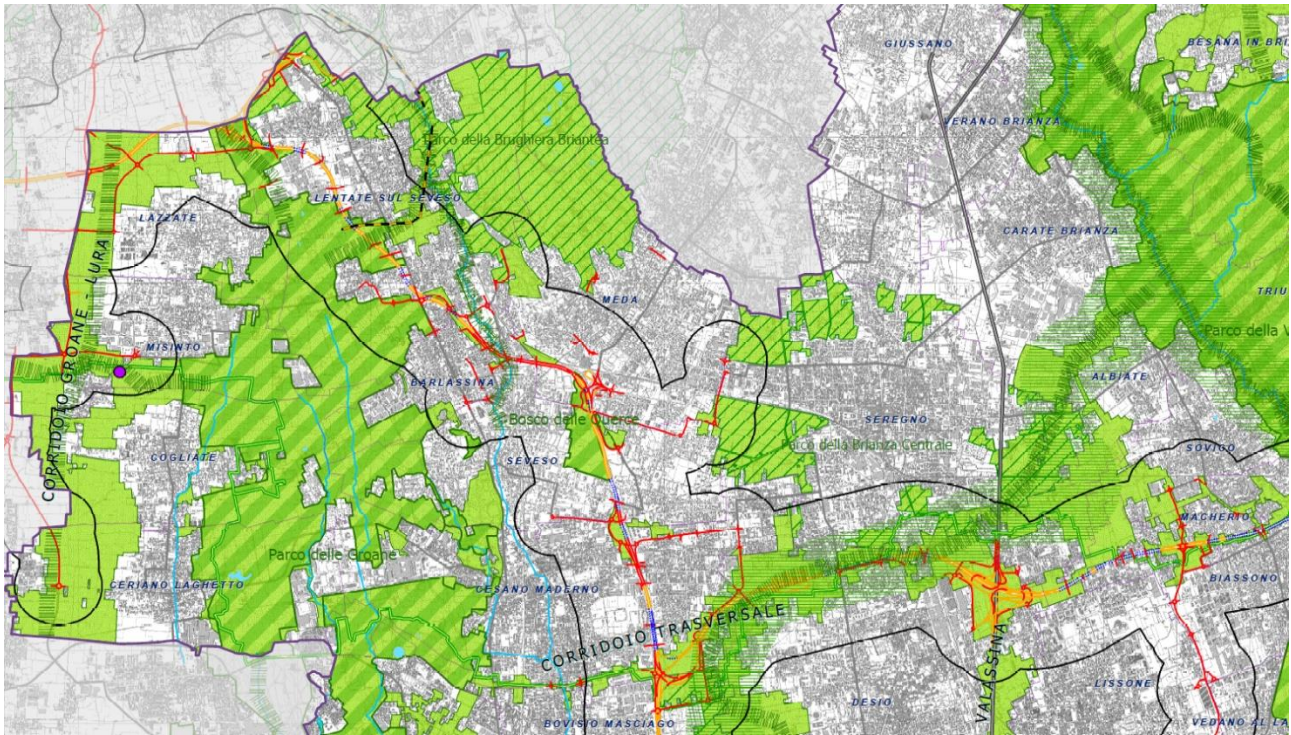 GIUSSANO
BESANA IN BRI
VERANO BRIANZA
Parco della Brughiera Briantea
LENTATE SUL SEVESO
LAZZATE
CARATE BRIANZA
CORRIDOIO GROANE - LURA
MEDA
TRIU
Parco della V
MISINTO
BARLASSINA
ALBIATE
Bosco delle Querce
SEREGNO
Parco della Brianza Centrale
COGLIATE
SEVESO
SOVICO
MACHERIO
Parco delle Groane
CERIANO LAGHETTO
CESANO MADERNO
BIASSONO
CORRIDOIO TRASVERSALE
VALASSINA
LISSONE
DESIO
BOVISIO MASCIAGO
VEDANO AL LA